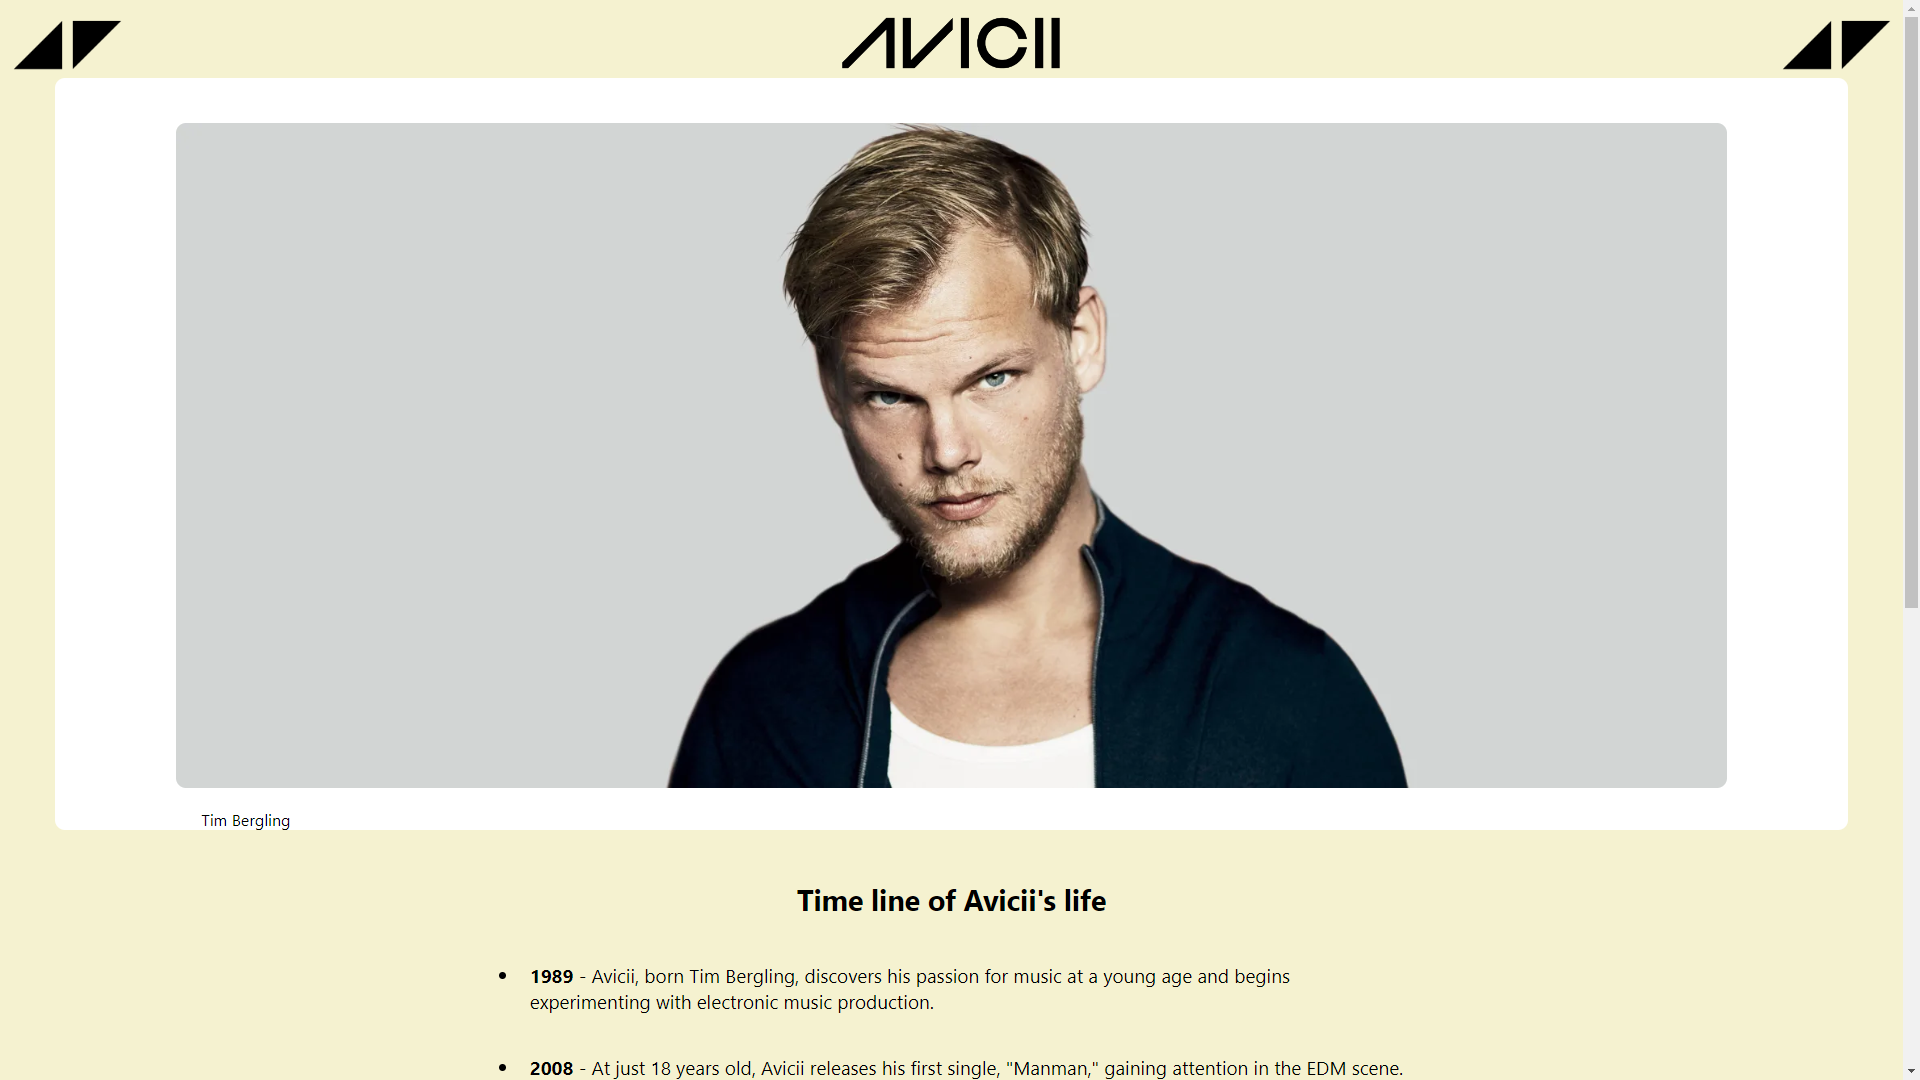 AVICII
Tim Bergling
Time line of Avicii's life
1989 - Avicii, born Tim Bergling, discovers his passion for music at a young age and begins
experimenting with electronic music production.
2008 - At just 18 years old, Avicii releases his first single, "Manman," gaining attention in the EDM scene.